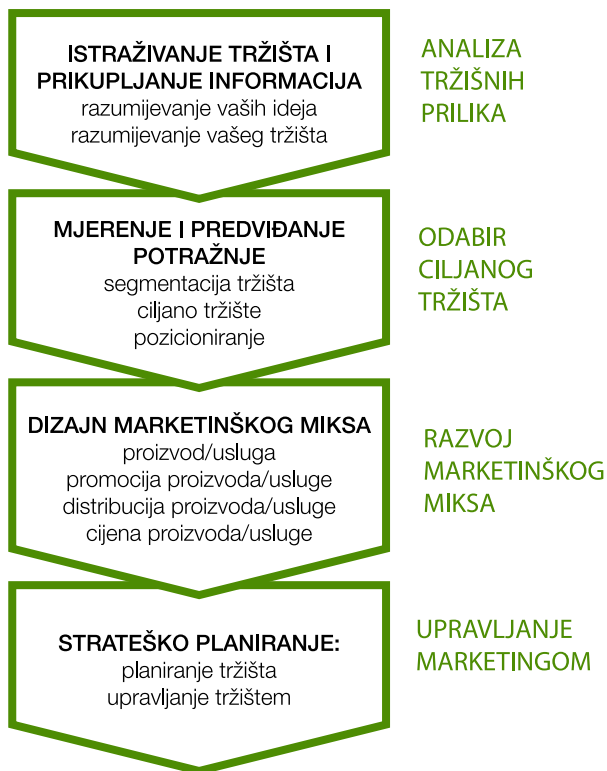 ISTRAŽIVANJE TRŽIŠTA I
PRIKUPLJANJE INFORMACIJA
razumijevanje vaših ideja
razumijevanje vašeg tržišta
ANALIZA
TRŽIŠNIH
PRILIKA
MJERENJE I PREDVIĐANJE
POTRAŽNJE
segmentacija tržišta
ciljano tržište
pozicioniranje
ODABIR
CILJANOG
TRŽIŠTA
DIZAJN MARKETINŠKOG MIKSA
proizvod/usluga
promocija proizvoda/usluge
distribucija proizvoda/usluge
cijena proizvoda/usluge
RAZVOJ
MARKETINŠKOG
MIKSA
STRATEŠKO PLANIRANJE:
planiranje tržišta
upravljanje tržištem
UPRAVLJANJE
MARKETINGOM